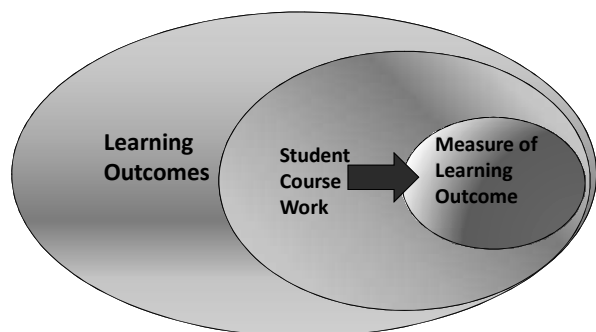 Learning
Outcomes
Student
Course
Work
Measure of
Learning
Outcome